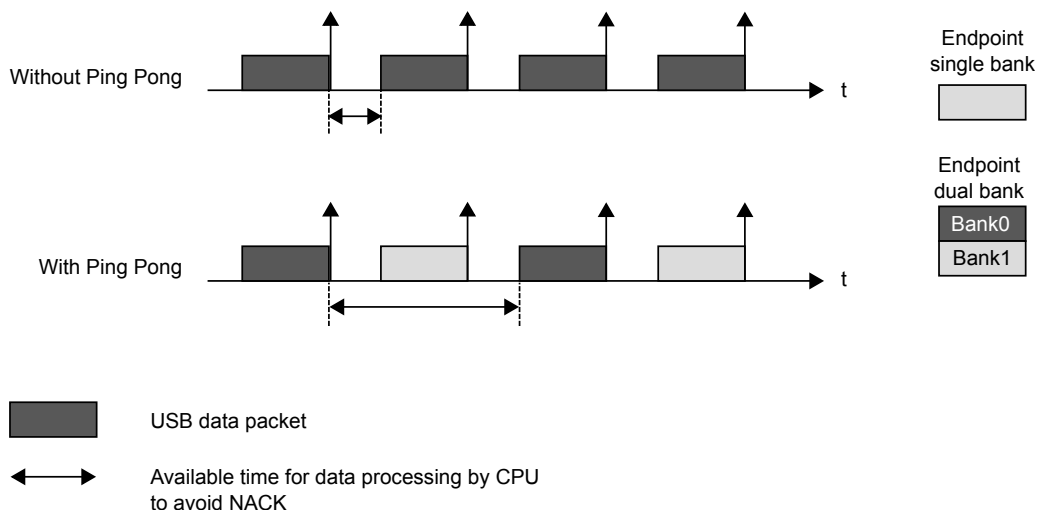 Without Ping Pong
t
Endpoint
single bank
Endpoint
dual bank
Bank0
Bank1
With Ping Pong
t
USB data packet
Available time for data processing by CPU
to avoid NACK